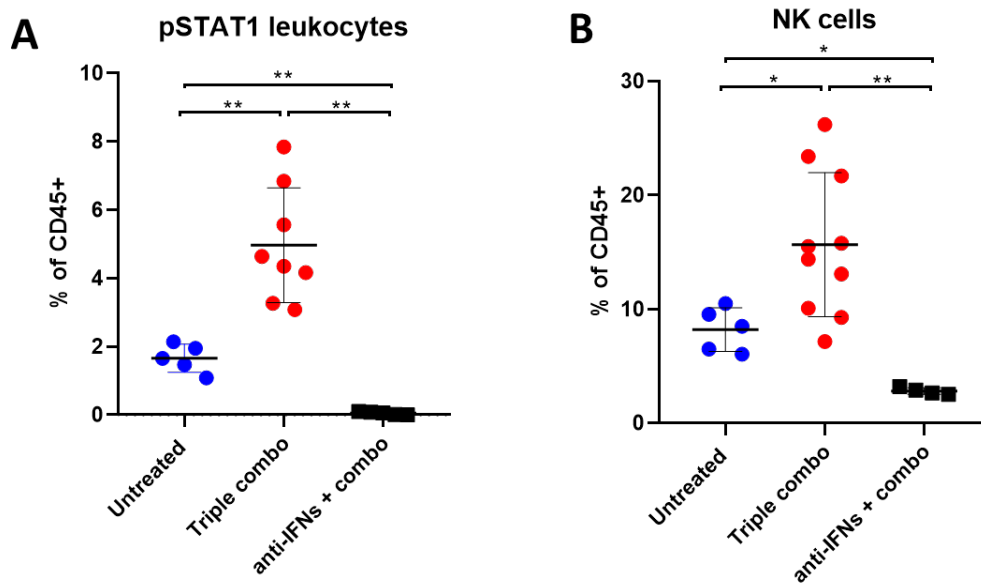 A
pSTAT1 leukocytes
% of CD45+
10
8
6
4
2
0
**
**
**
Untreated
Triple combo
anti-IFNs + combo
B
NK cells
% of CD45+
30
20
10
0
*
*
**
Untreated
Triple combo
anti-IFNs + combo